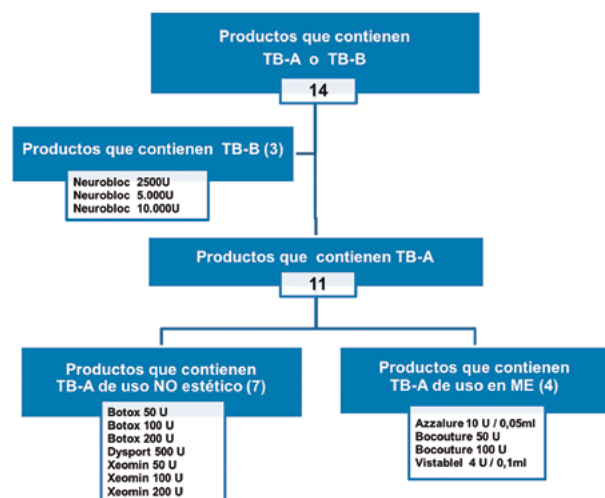 Productos que contienen
TB-A o TB-B
14
Productos que contienen TB-B (3)
Neurobloc 2500U
Neurobloc 5.000U
Neurobloc 10.000U
Productos que contienen TB-A
11
Productos que contienen
TB-A de uso NO estético (7)
Botox 50 U
Botox 100 U
Botox 200 U
Dysport 500 U
Xeomin 50 U
Xeomin 100 U
Xeomin 200 U
Productos que contienen
TB-A de uso en ME (4)
Azzalure 10 U / 0,05ml
Bocouture 50 U
Bocouture 100 U
Vistabel 4 U / 0,1ml